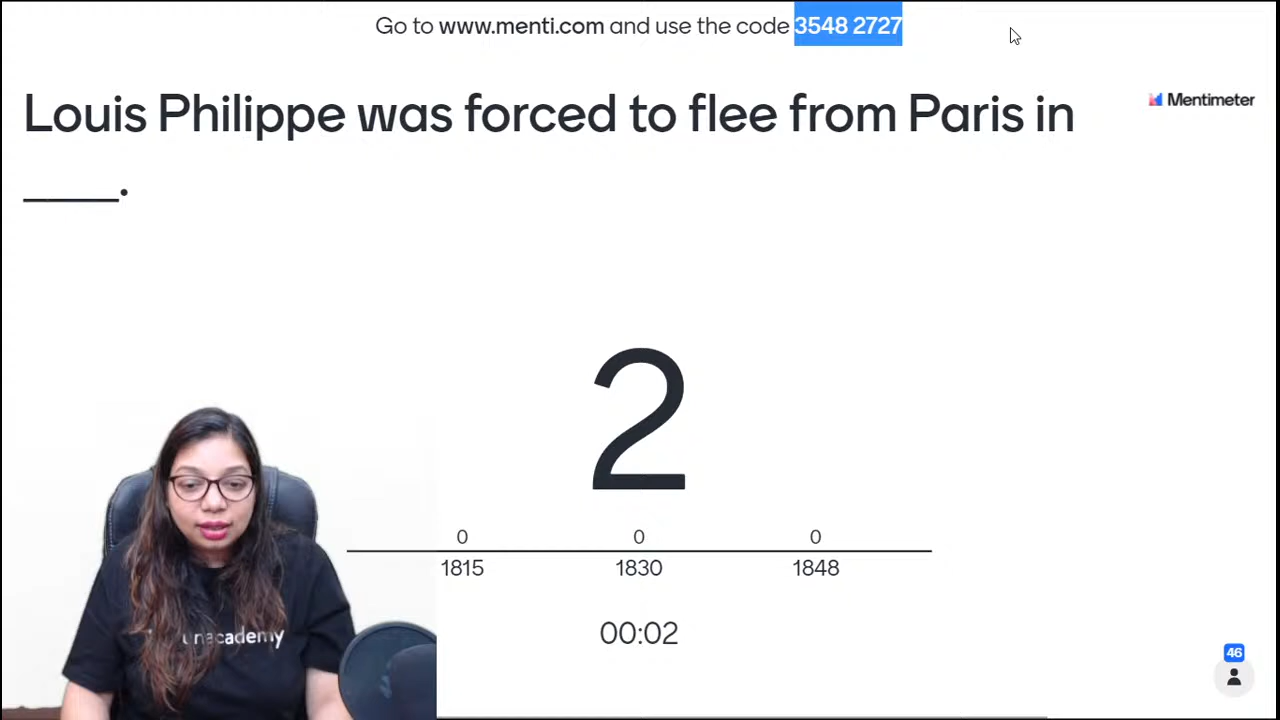 Go to www.menti.com and use the code 3548 2727
Louis Philippe was forced to flee from Paris in
____.
Mentimeter
2
0 0 0
1815 1830 1848
00:02
unacademy
46